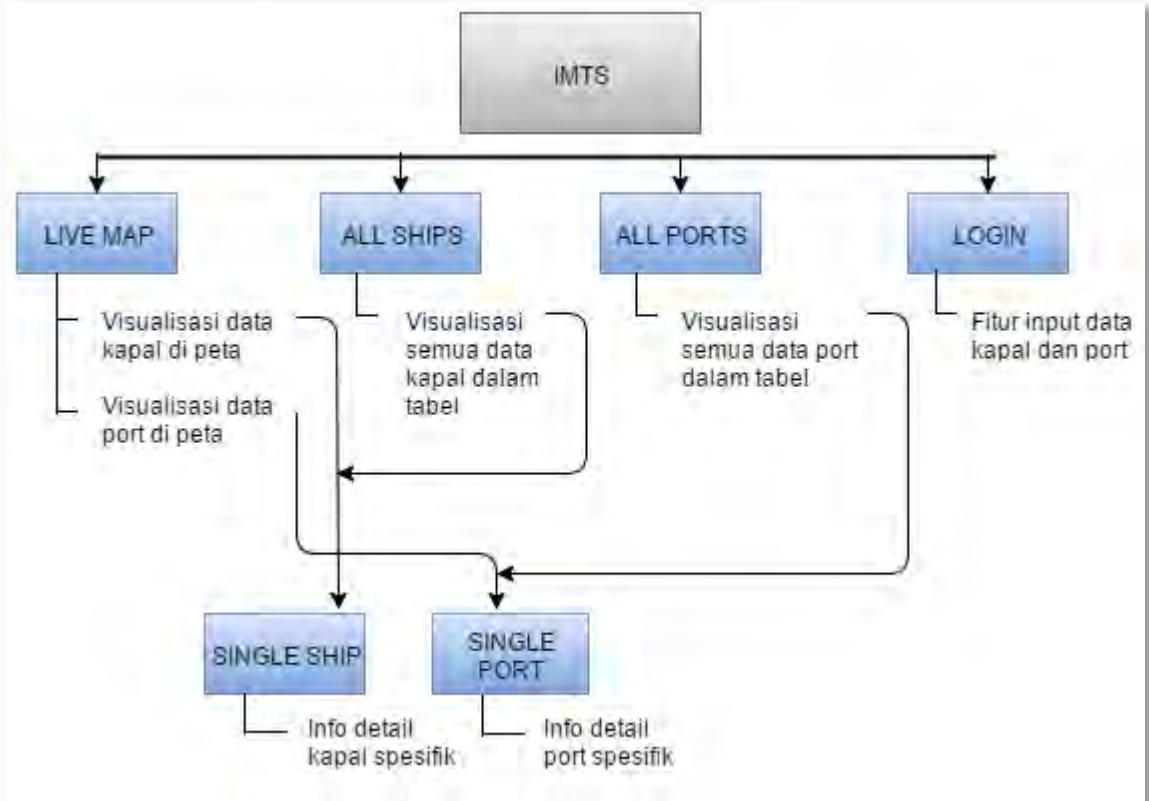 IMTS
LIVE MAP
ALL SHIPS
ALL PORTS
LOGIN
Visualisasi data
kapal di peta
Visualisasi data
port di peta
Visualisasi
semua data
kapal dalam
tabel
Visualisasi
semua data port
dalam tabel
Fitur input data
kapal dan port
SINGLE SHIP
SINGLE
PORT
Info detail
kapal spesifik
Info detail
port spesifik